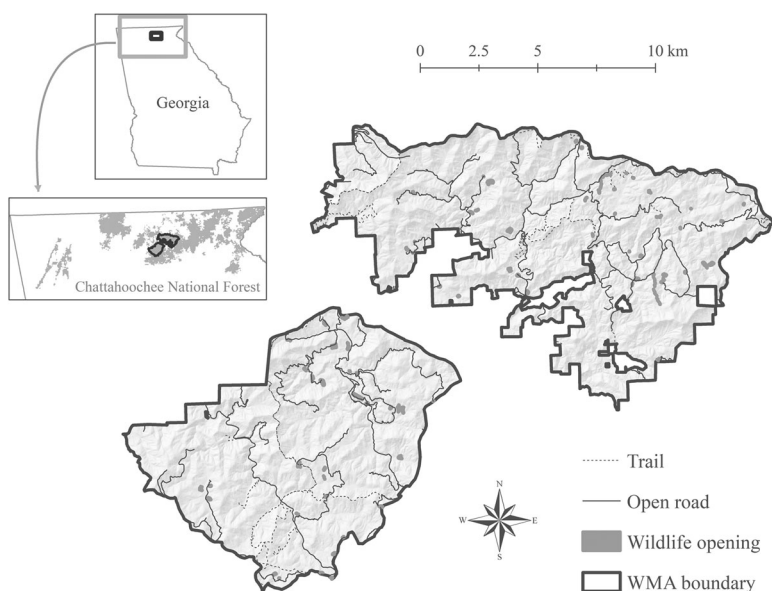 Georgia
0 2.5 5 10 km
Chattahoochee National Forest
N
W E
S
Trail
Open road
Wildlife opening
WMA boundary